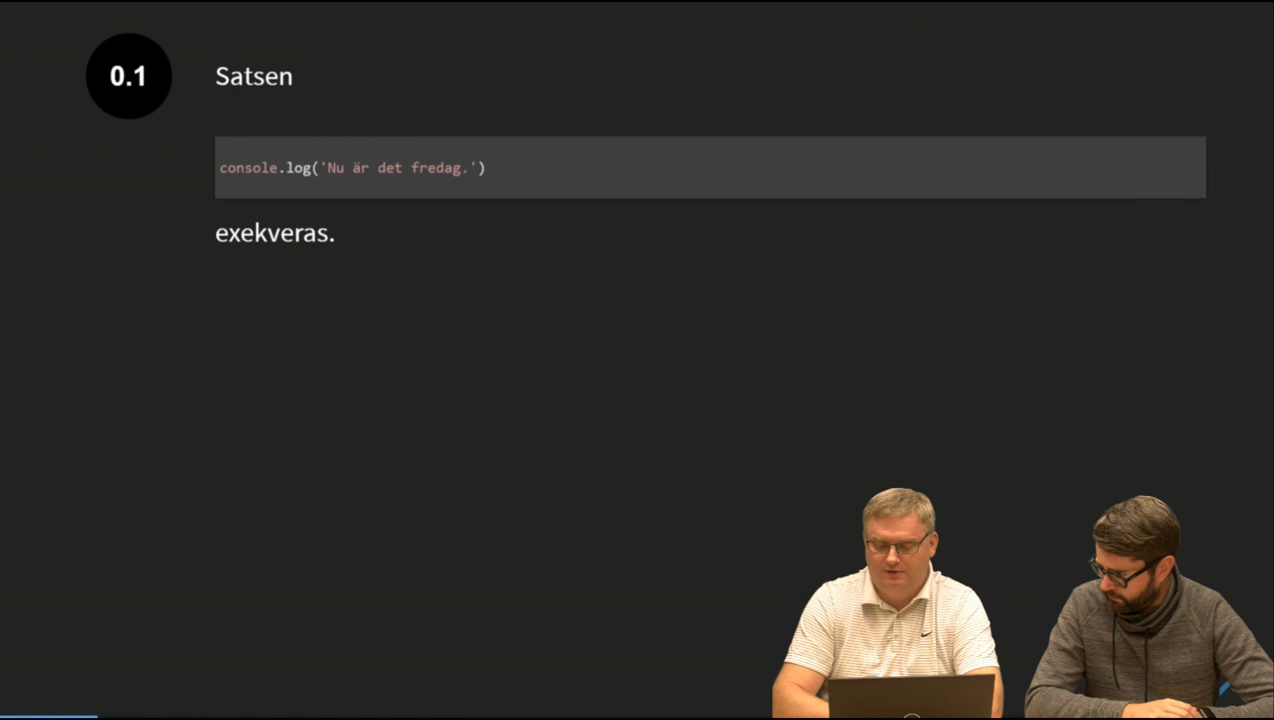 0.1
Satsen
console.log('Nu är det fredag.')
exekveras.